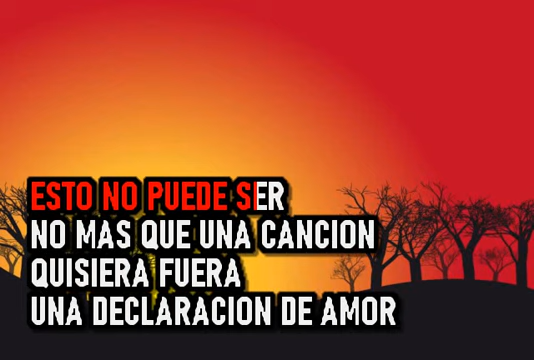 ESTO NO PUEDE SER
NO MAS QUE UNA CANCION
QUISIERA FUERA
UNA DECLARACION DE AMOR